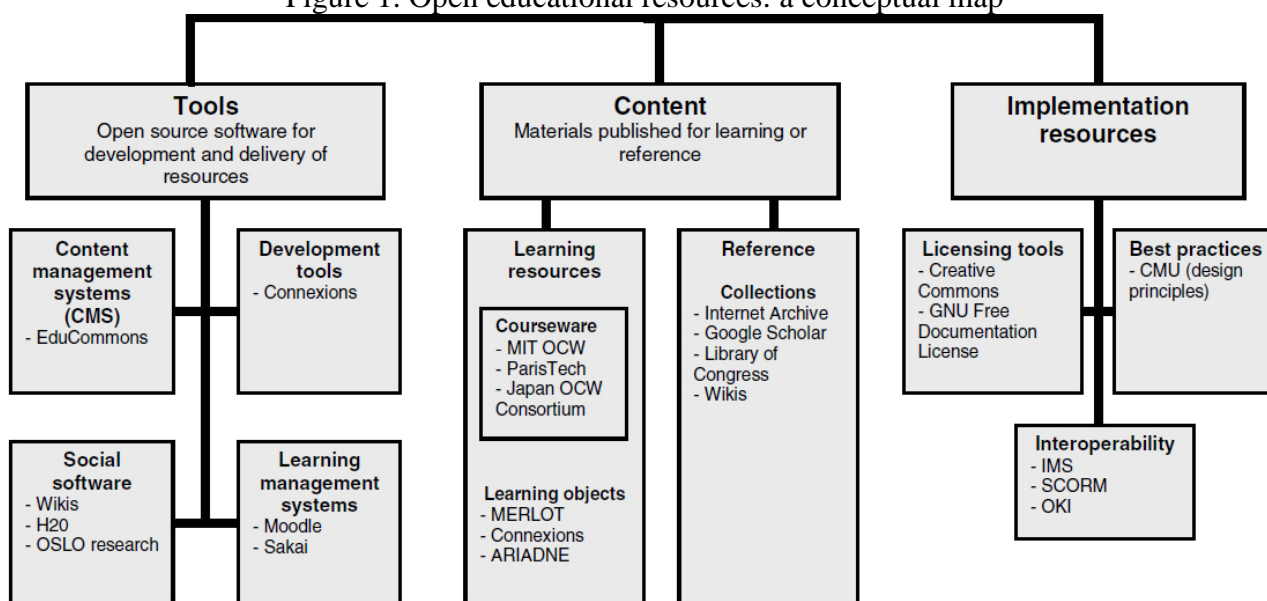 Figure 1. Open educational resources: a conceptual map
Tools
Open source software for
development and delivery of
resources
Content
Materials published for learning or
reference
Implementation
resources
Content
management
systems
(CMS)
- EduCommons
Development
tools
- Connexions
Social
software
- Wikis
- H20
- OSLO research
Learning
management
systems
- Moodle
- Sakai
Learning
resources
Courseware
- MIT OCW
- ParisTech
- Japan OCW
Consortium
Learning objects
- MERLOT
- Connexions
- ARIADNE
Reference
Collections
- Internet Archive
- Google Scholar
- Library of
Congress
- Wikis
Licensing tools
- Creative
Commons
- GNU Free
Documentation
License
Best practices
- CMU (design
principles)
Interoperability
- IMS
- SCORM
- OKI